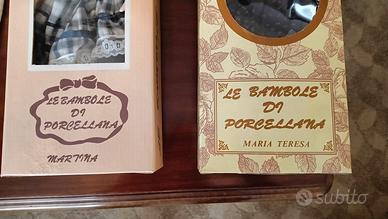 LE BAMBOLE
DI
PORCELLANA
MARTINA
LE BAMBOLE
DI
PORCELLANA
MARIA TERESA
subito